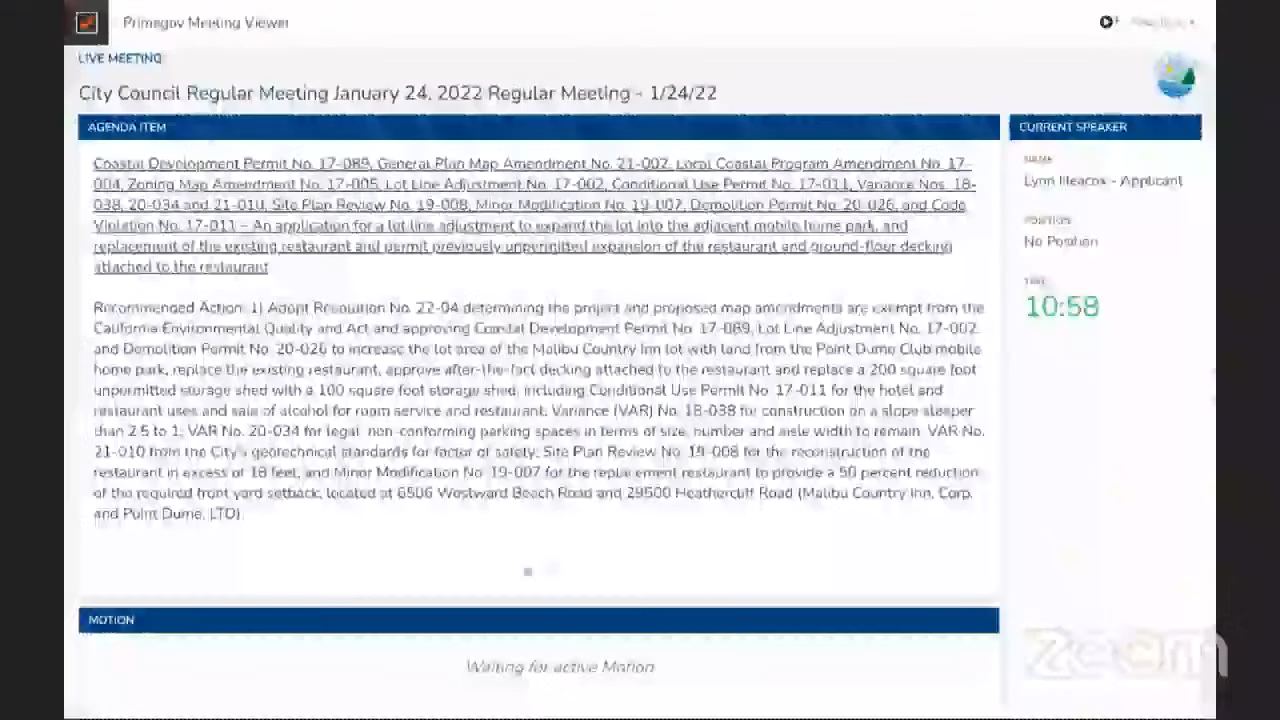 Primegov Meeting Viewer
LIVE MEETING
City Council Regular Meeting January 24, 2022 Regular Meeting - 1/24/22
AGENDA ITEM
Coastal Development Permit No. 17-089, General Plan Map Amendment No. 21-002, Local Coastal Program Amendment No. 17-
004, Zoning Map Amendment No. 17-005, Lot Line Adjustment No. 17-002, Conditional Use Permit No. 17-011, Variance Nos. 18-
038, 20-034 and 21-010, Site Plan Review No. 19-008, Minor Modification No. 19-007, Demolition Permit No. 20-026, and Code
Violation No. 17-011 – An application for a lot line adjustment to expand the lot into the adjacent mobile home park, and
replacement of the existing restaurant and permit previously unpermitted expansion of the restaurant and ground-floor decking
attached to the restaurant
Recommended Action: 1) Adopt Resolution No. 22-04 determining the project and proposed map amendments are exempt from the
California Environmental Quality and Act and approving Coastal Development Permit No. 17-089, Lot Line Adjustment No. 17-002,
and Demolition Permit No. 20-026 to increase the lot area of the Malibu Country Inn lot with land from the Point Dume Club mobile
home park, replace the existing restaurant, approve after-the-fact decking attached to the restaurant and replace a 200 square foot
unpermitted storage shed with a 100 square foot storage shed, including Conditional Use Permit No. 17-011 for the hotel and
restaurant uses and sale of alcohol for room service and restaurant, Variance (VAR) No. 18-038 for construction on a slope steeper
than 2.5 to 1, VAR No. 20-034 for legal non-conforming parking spaces in terms of size, number and aisle width to remain, VAR No.
21-010 from the City's geotechnical standards for factor of safety, Site Plan Review No. 19-008 for the reconstruction of the
restaurant in excess of 18 feet, and Minor Modification No. 19-007 for the replacement restaurant to provide a 50 percent reduction
of the required front yard setback, located at 6506 Westward Beach Road and 29500 Heathercliff Road (Malibu Country Inn, Corp.
and Point Dume, LTD)
MOTION
Waiting for active Motion
CURRENT SPEAKER
NAME
Lynn - Applicant
POSITION
No Position
TIME
10:58
zoom